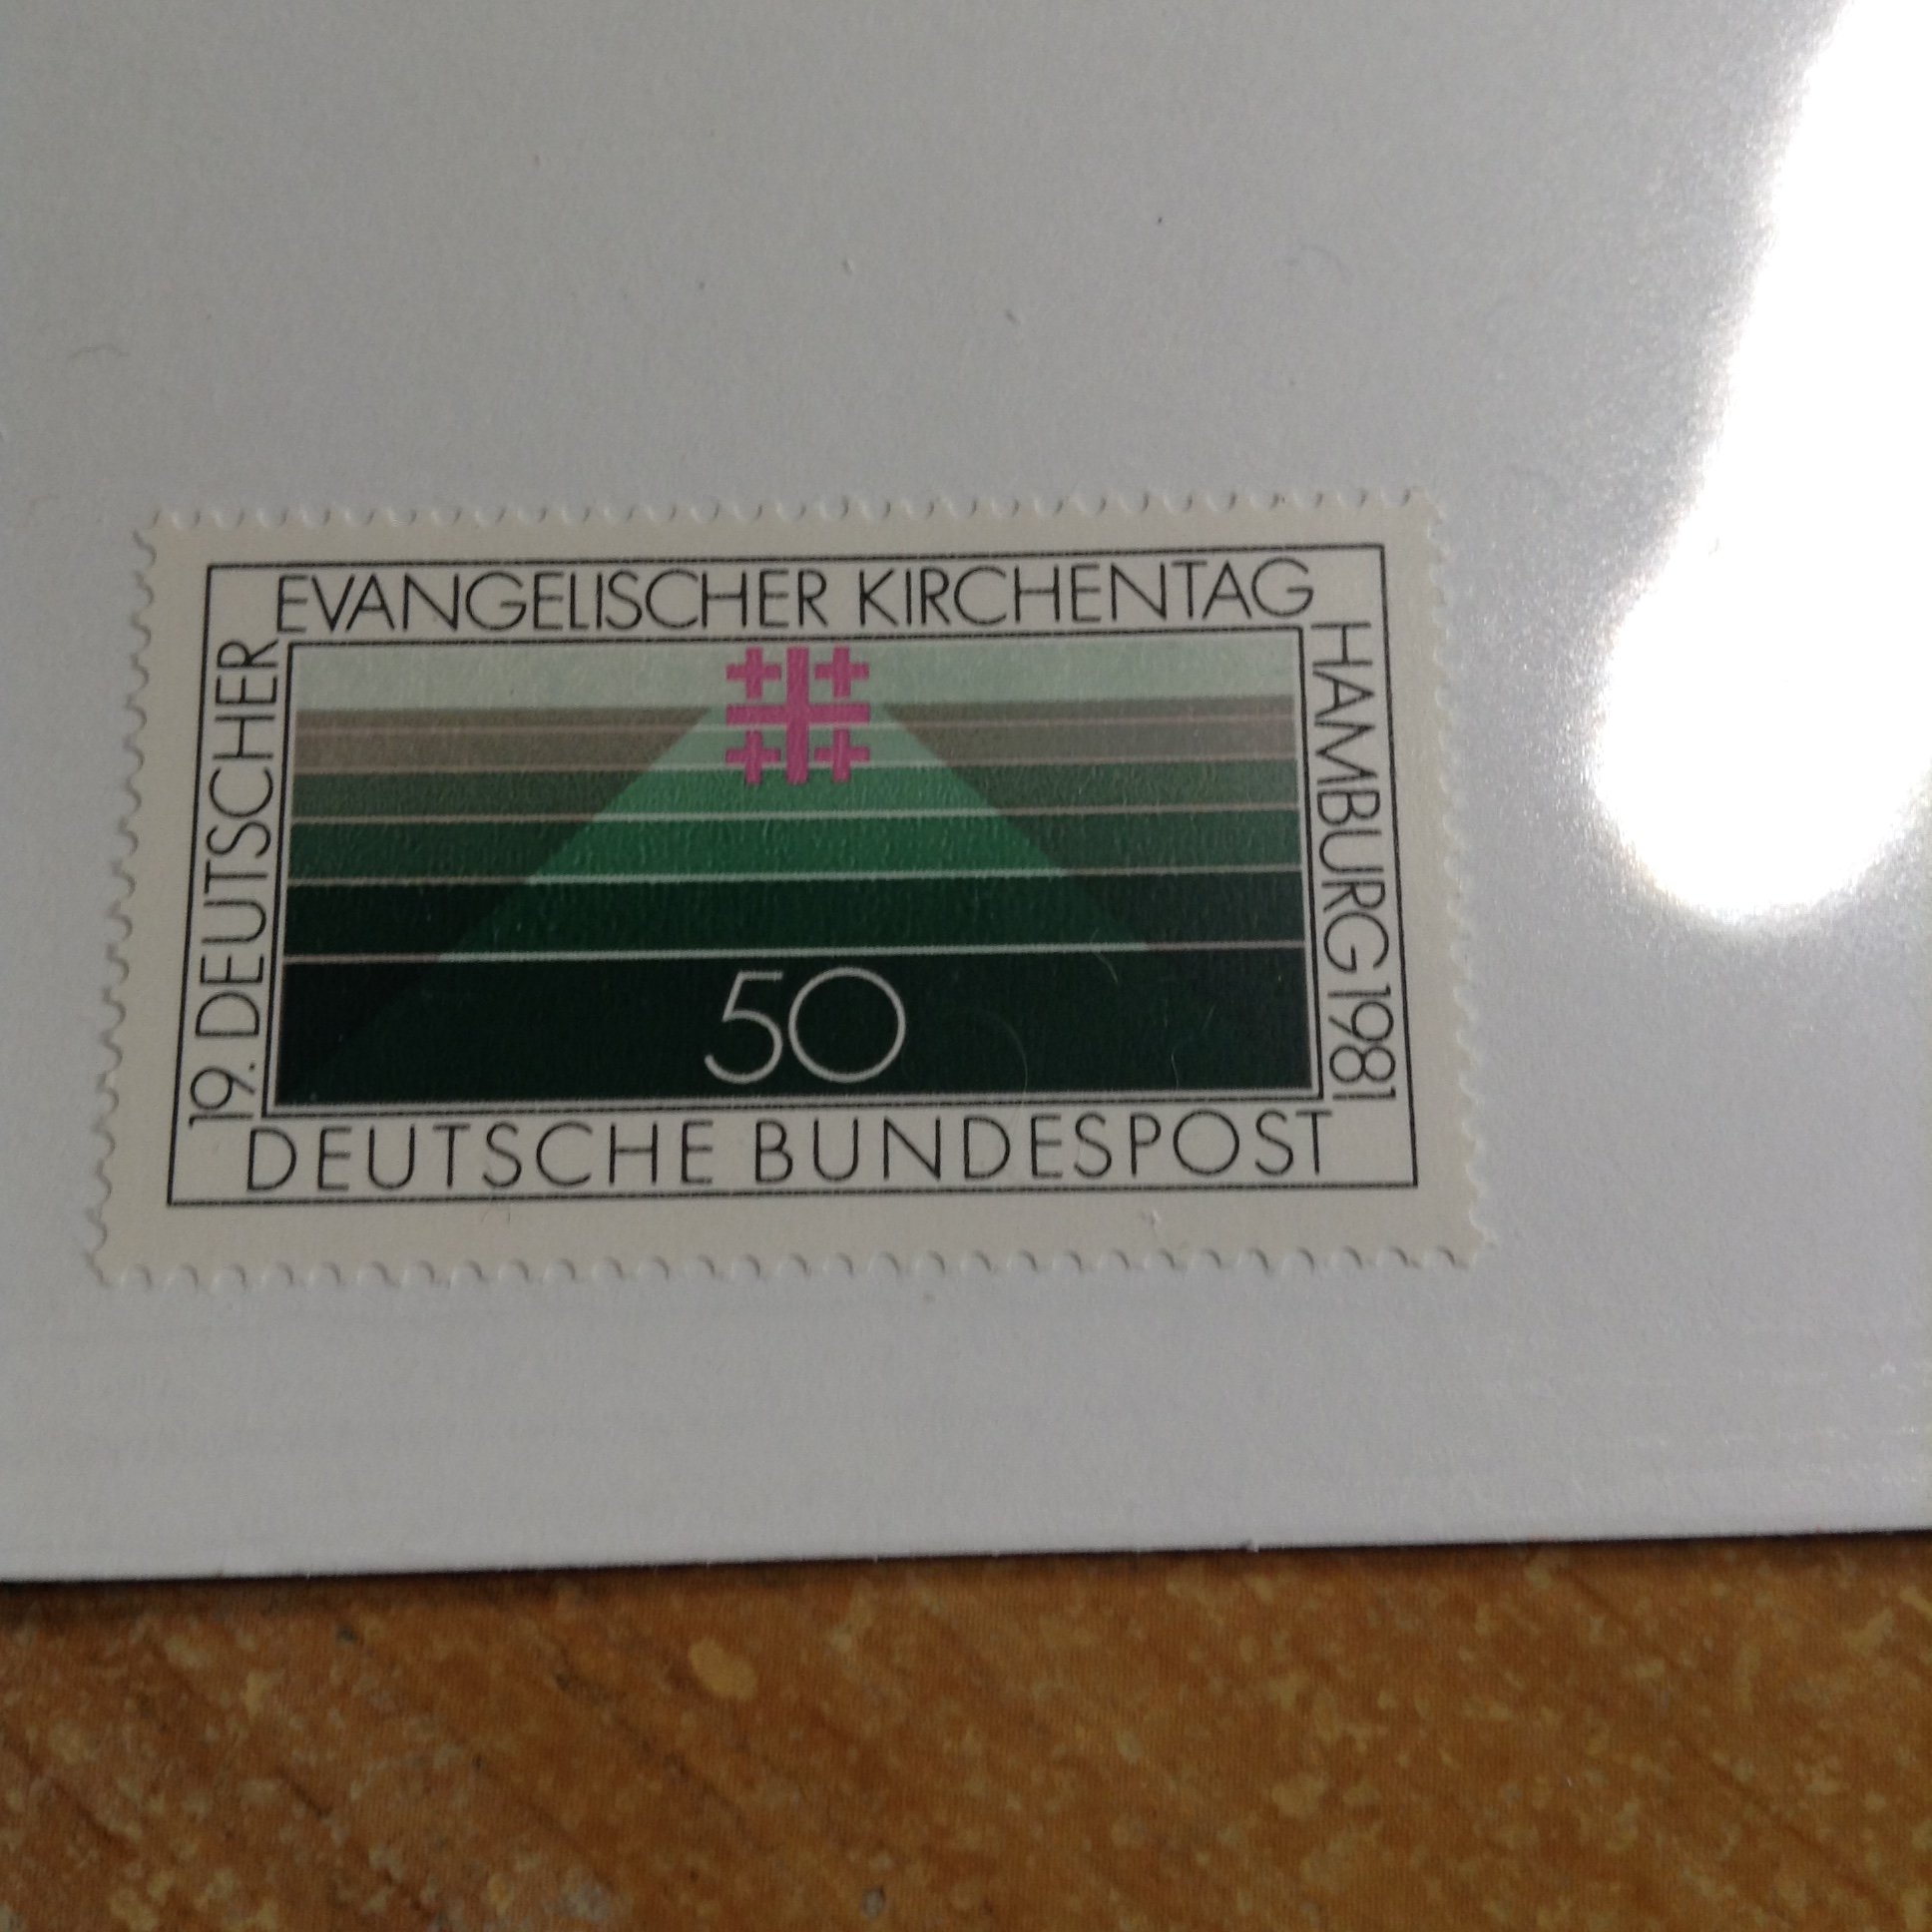 19. DEUTSCHER
EVANGELISCHER KIRCHENTAG
HAMBURG 1981
50
DEUTSCHE BUNDESPOST